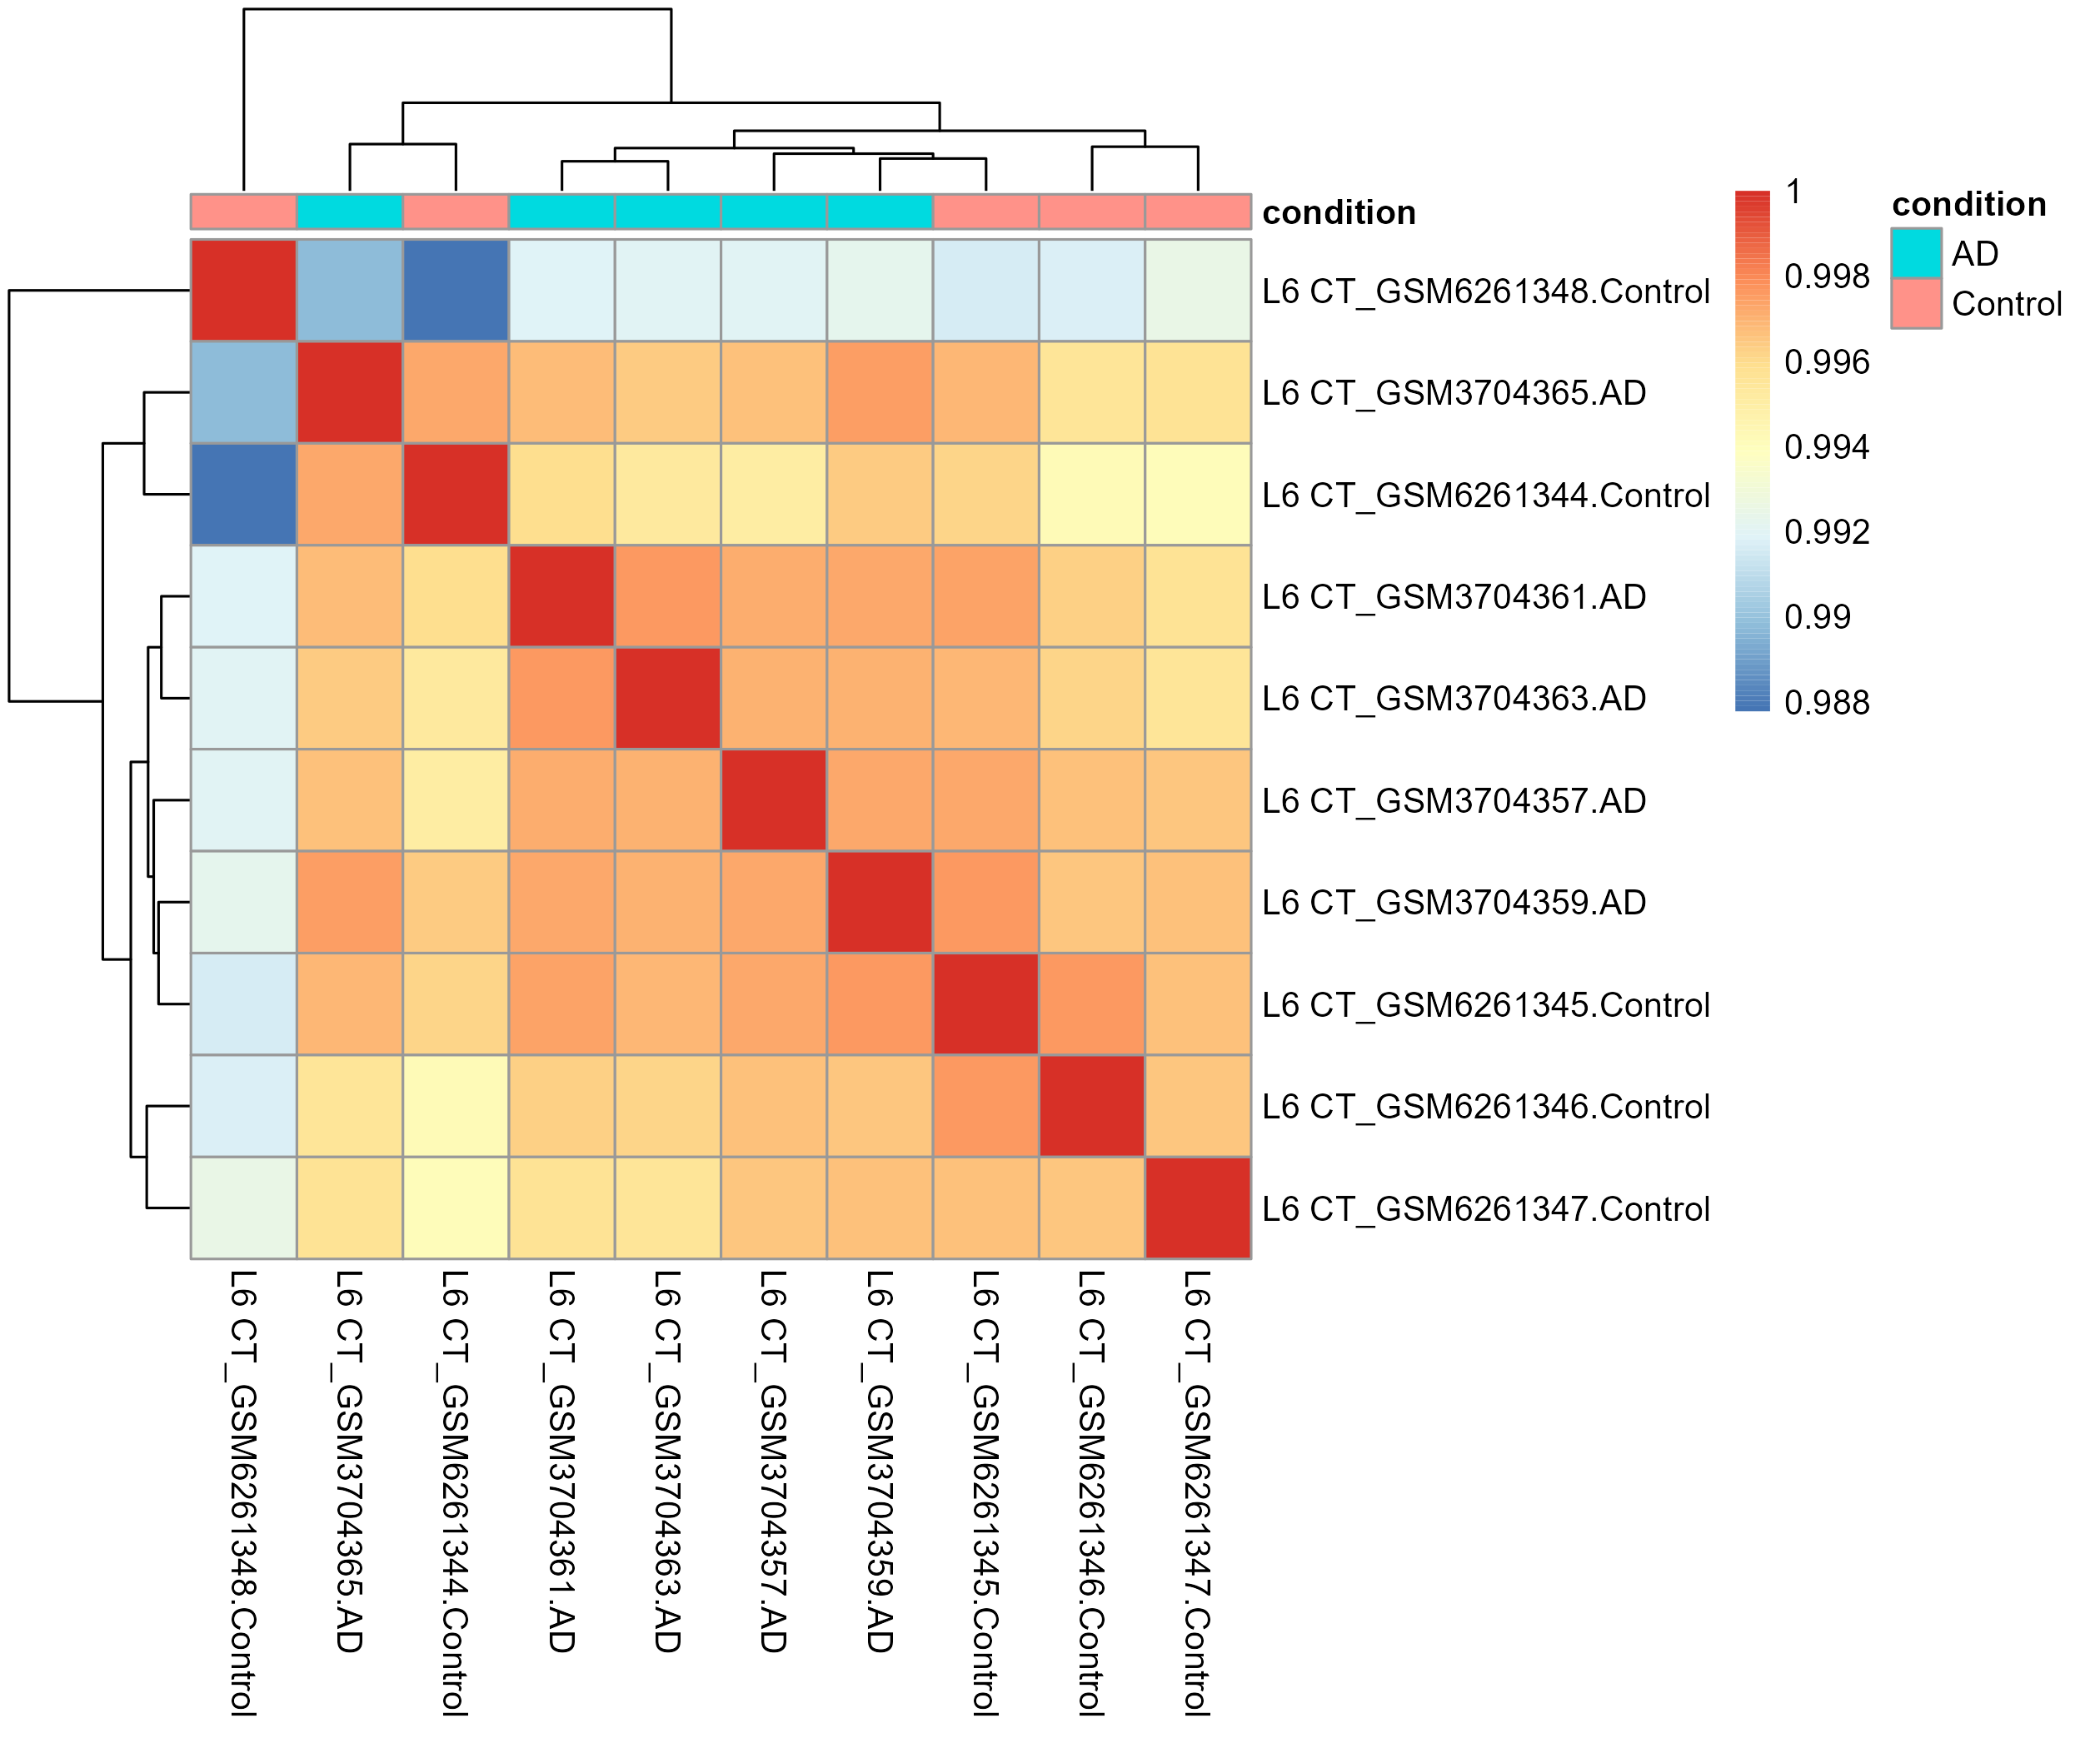 condition
L6 CT_GSM6261348.Control
L6 CT_GSM3704365.AD
L6 CT_GSM6261344.Control
L6 CT_GSM3704361.AD
L6 CT_GSM3704363.AD
L6 CT_GSM3704357.AD
L6 CT_GSM3704359.AD
L6 CT_GSM6261345.Control
L6 CT_GSM6261346.Control
L6 CT_GSM6261347.Control
1
0.998
0.996
0.994
0.992
0.99
0.988
condition
AD
Control
L6 CT_GSM6261348.Control
L6 CT_GSM3704365.AD
L6 CT_GSM6261344.Control
L6 CT_GSM3704361.AD
L6 CT_GSM3704363.AD
L6 CT_GSM3704357.AD
L6 CT_GSM3704359.AD
L6 CT_GSM6261345.Control
L6 CT_GSM6261346.Control
L6 CT_GSM6261347.Control